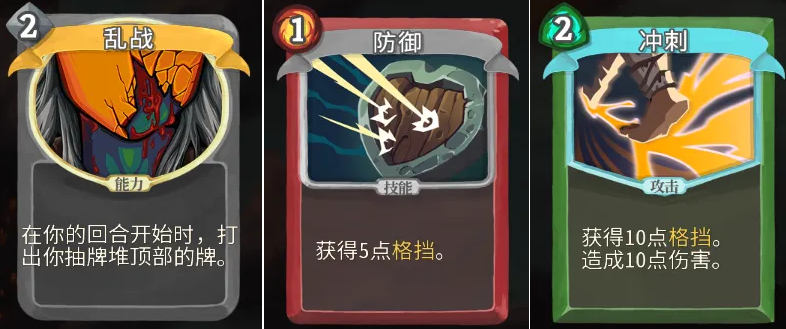 2
乱战
能力
在你的回合开始时，打
出你抽牌堆顶部的牌。
1
防御
技能
获得5点格挡。
2
冲刺
攻击
获得10点格挡。
造成10点伤害。